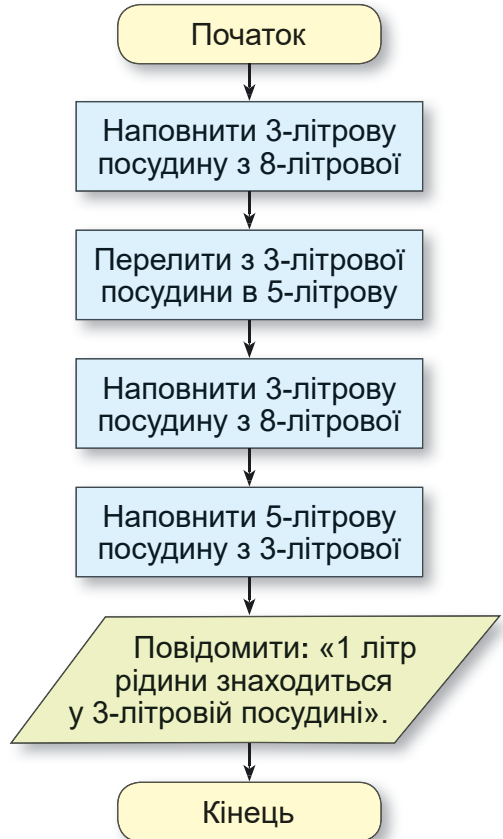 Початок
Наповнити 3-літрову
посудину з 8-літрової
Перелити з 3-літрової
посудини в 5-літрову
Наповнити 3-літрову
посудину з 8-літрової
Наповнити 5-літрову
посудину з 3-літрової
Повідомити: «1 літр
рідини знаходиться
у 3-літровій посудині».
Кінець